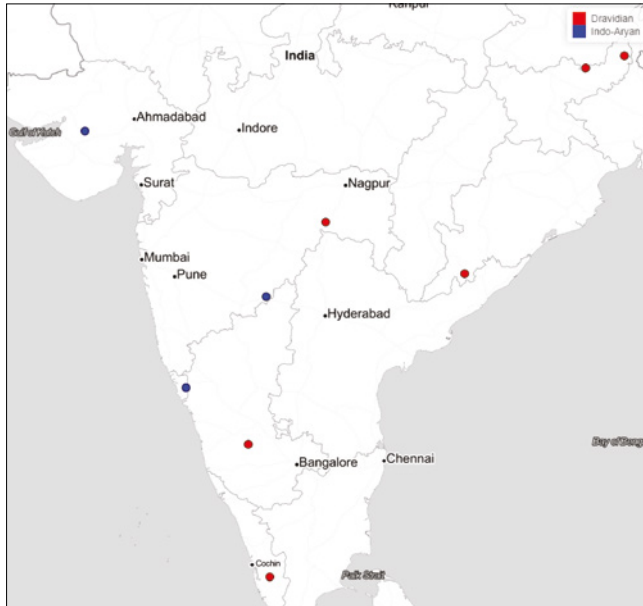 Kanpur
Dravidian
Indo-Aryan
India
Ahmadabad
Gulf of Kutch
Indore
Surat
Nagpur
Mumbai
Pune
Hyderabad
Bay of Beng
Bangalore
Chennai
Cochin
Palk Strait